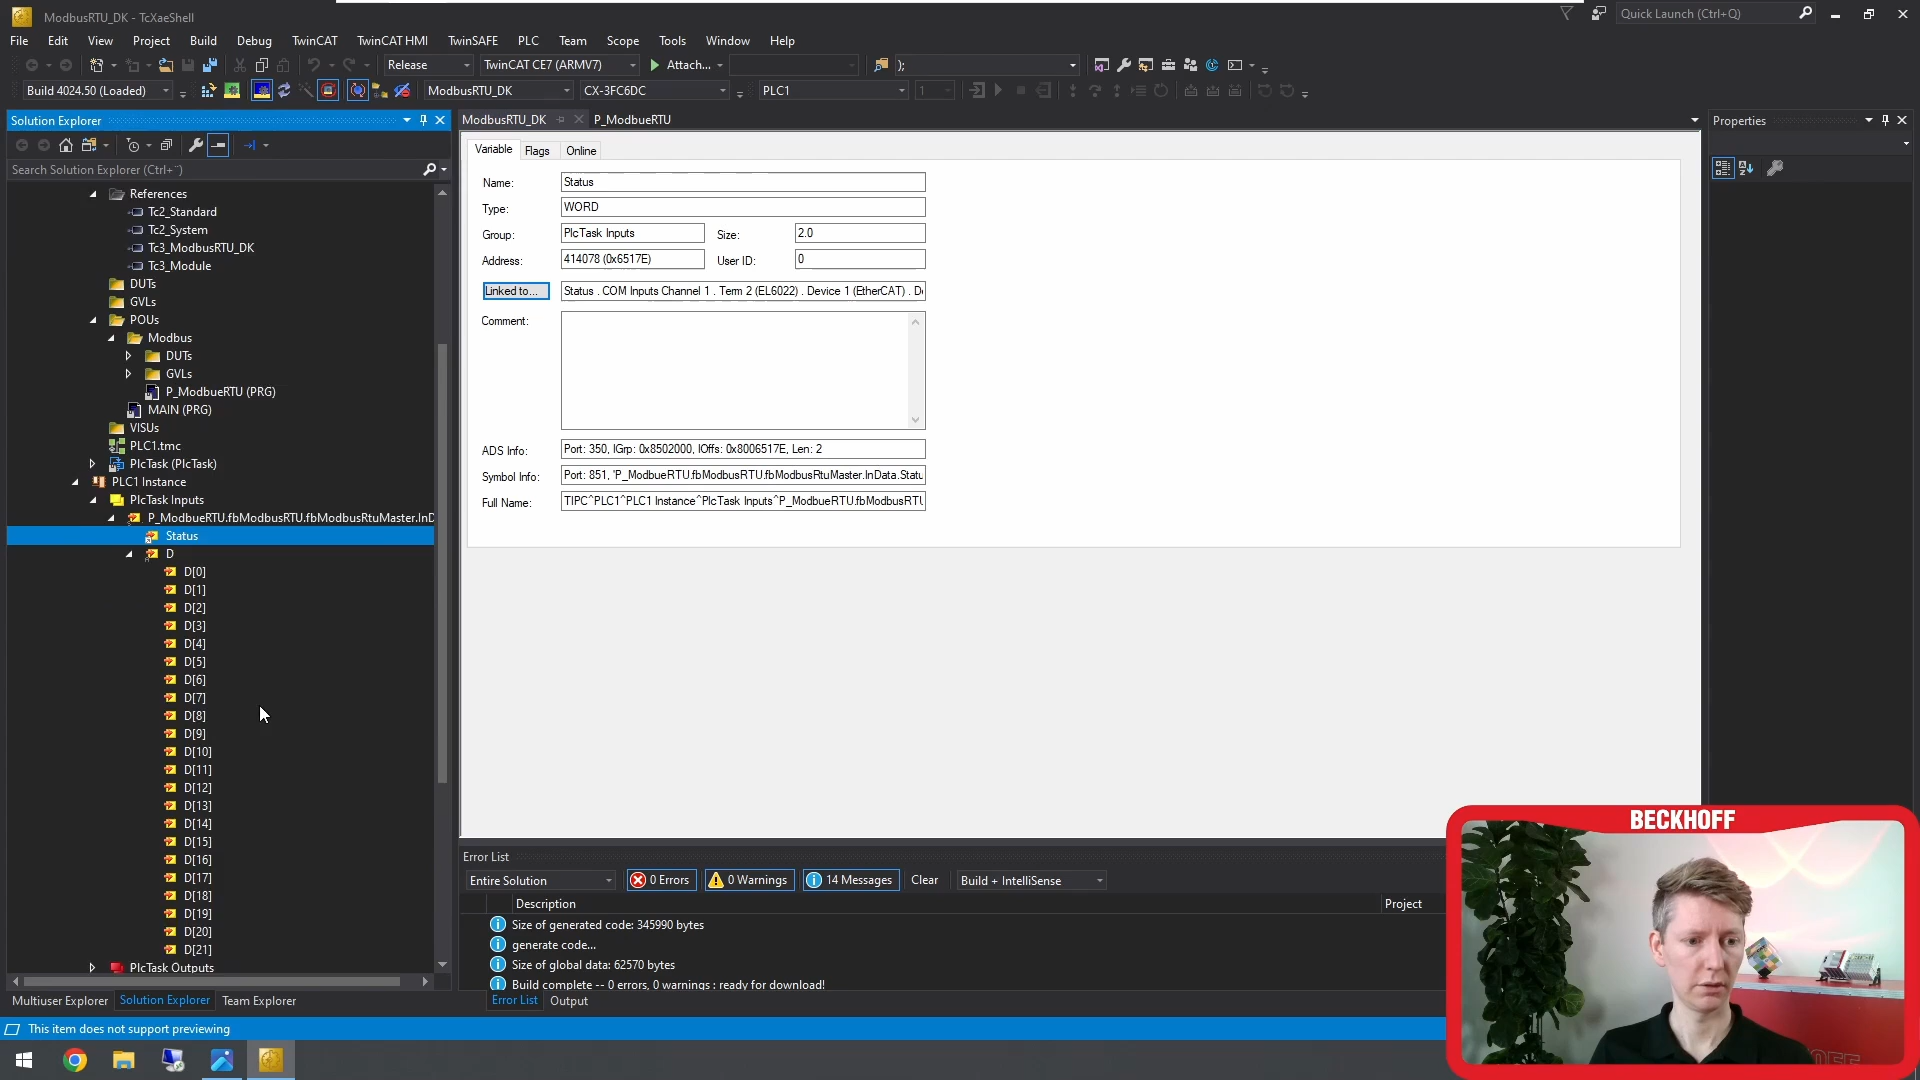 ModbusRTU_DK - TcXaeShell
Quick Launch (Ctrl+Q)
File Edit View Project Build Debug TwinCAT TwinCAT HMI TwinSAFE PLC Team Scope Tools Window Help
Release TwinCAT CE7 (ARMV7) Attach... );
Build 4024.50 (Loaded) ModbusRTU_DK CX-3FC6DC PLC1 1
Solution Explorer
ModbusRTU_DK P_ModbueRTU
Properties
Search Solution Explorer (Ctrl+¨)
References
Tc2_Standard
Tc2_System
Tc3_ModbusRTU_DK
Tc3_Module
DUTs
GVLs
POUs
Modbus
DUTs
GVLs
P_ModbueRTU (PRG)
MAIN (PRG)
VISUs
PLC1.tmc
PlcTask (PlcTask)
PLC1 Instance
PlcTask Inputs
P_ModbueRTU.fbModbusRTU.fbModbusRtuMaster.InD
Status
D
D[0]
D[1]
D[2]
D[3]
D[4]
D[5]
D[6]
D[7]
D[8]
D[9]
D[10]
D[11]
D[12]
D[13]
D[14]
D[15]
D[16]
D[17]
D[18]
D[19]
D[20]
D[21]
PlcTask Outputs
Multiuser Explorer Solution Explorer Team Explorer
Variable Flags Online
Name: Status
Type: WORD
Group: PlcTask Inputs Size: 2.0
Address: 414078 (0x6517E) User ID: 0
Linked to... Status . COM Inputs Channel 1 . Term 2 (EL6022) . Device 1 (EtherCAT) . D
Comment:
ADS Info: Port: 350, IGrp: 0x8502000, IOffs: 0x8006517E, Len: 2
Symbol Info: Port: 851, 'P_ModbueRTU.fbModbusRTU.fbModbusRtuMaster.InData.Statu
Full Name: TIPC^PLC1^PLC1 Instance^PlcTask Inputs^P_ModbueRTU.fbModbusRTU
Error List
Entire Solution 0 Errors 0 Warnings 14 Messages Clear Build + IntelliSense
Description Project
Size of generated code: 345990 bytes
generate code...
Size of global data: 62570 bytes
Build complete -- 0 errors, 0 warnings : ready for download!
Error List Output
This item does not support previewing
BECKHOFF